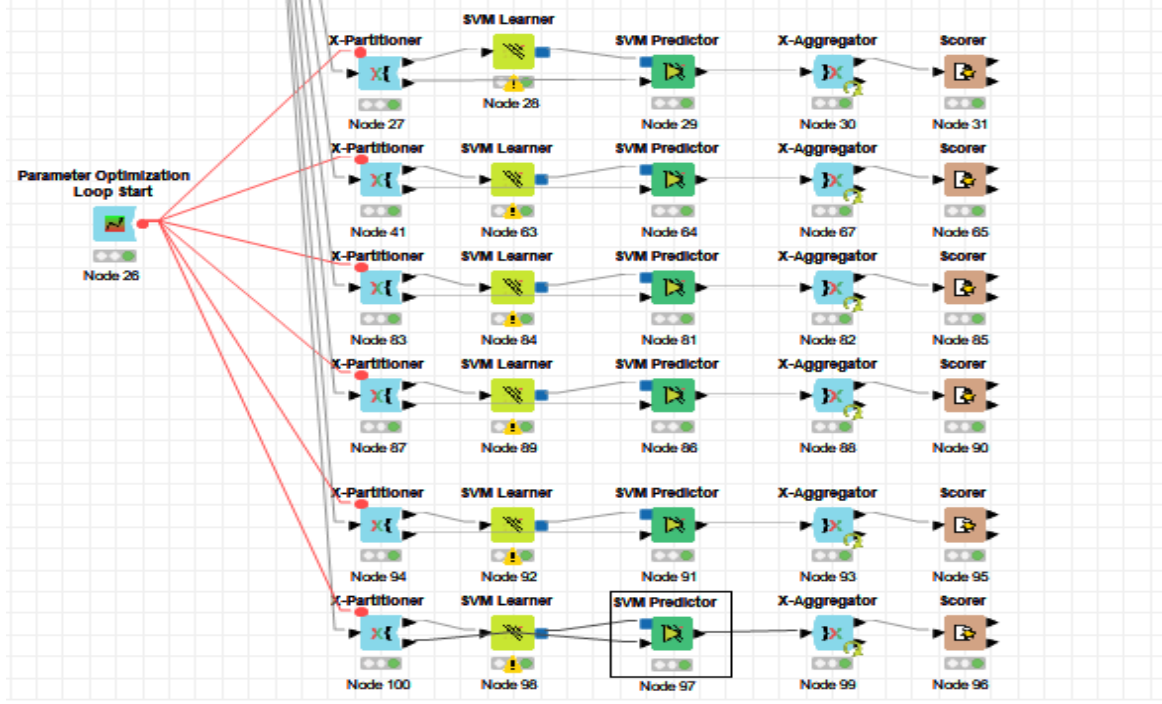 SVM Learner
X-Partitioner SVM Predictor X-Aggregator Scorer
Node 28
Node 27 Node 29 Node 30 Node 31
X-Partitioner SVM Learner SVM Predictor X-Aggregator Scorer
Parameter Optimization
Loop Start
Node 41 Node 63 Node 64 Node 67 Node 65
X-Partitioner SVM Learner SVM Predictor X-Aggregator Scorer
Node 26
Node 83 Node 84 Node 81 Node 82 Node 85
X-Partitioner SVM Learner SVM Predictor X-Aggregator Scorer
Node 87 Node 89 Node 86 Node 88 Node 90
X-Partitioner SVM Learner SVM Predictor X-Aggregator Scorer
Node 94 Node 92 Node 91 Node 93 Node 95
X-Partitioner SVM Learner SVM Predictor X-Aggregator Scorer
Node 100 Node 98 Node 97 Node 99 Node 96